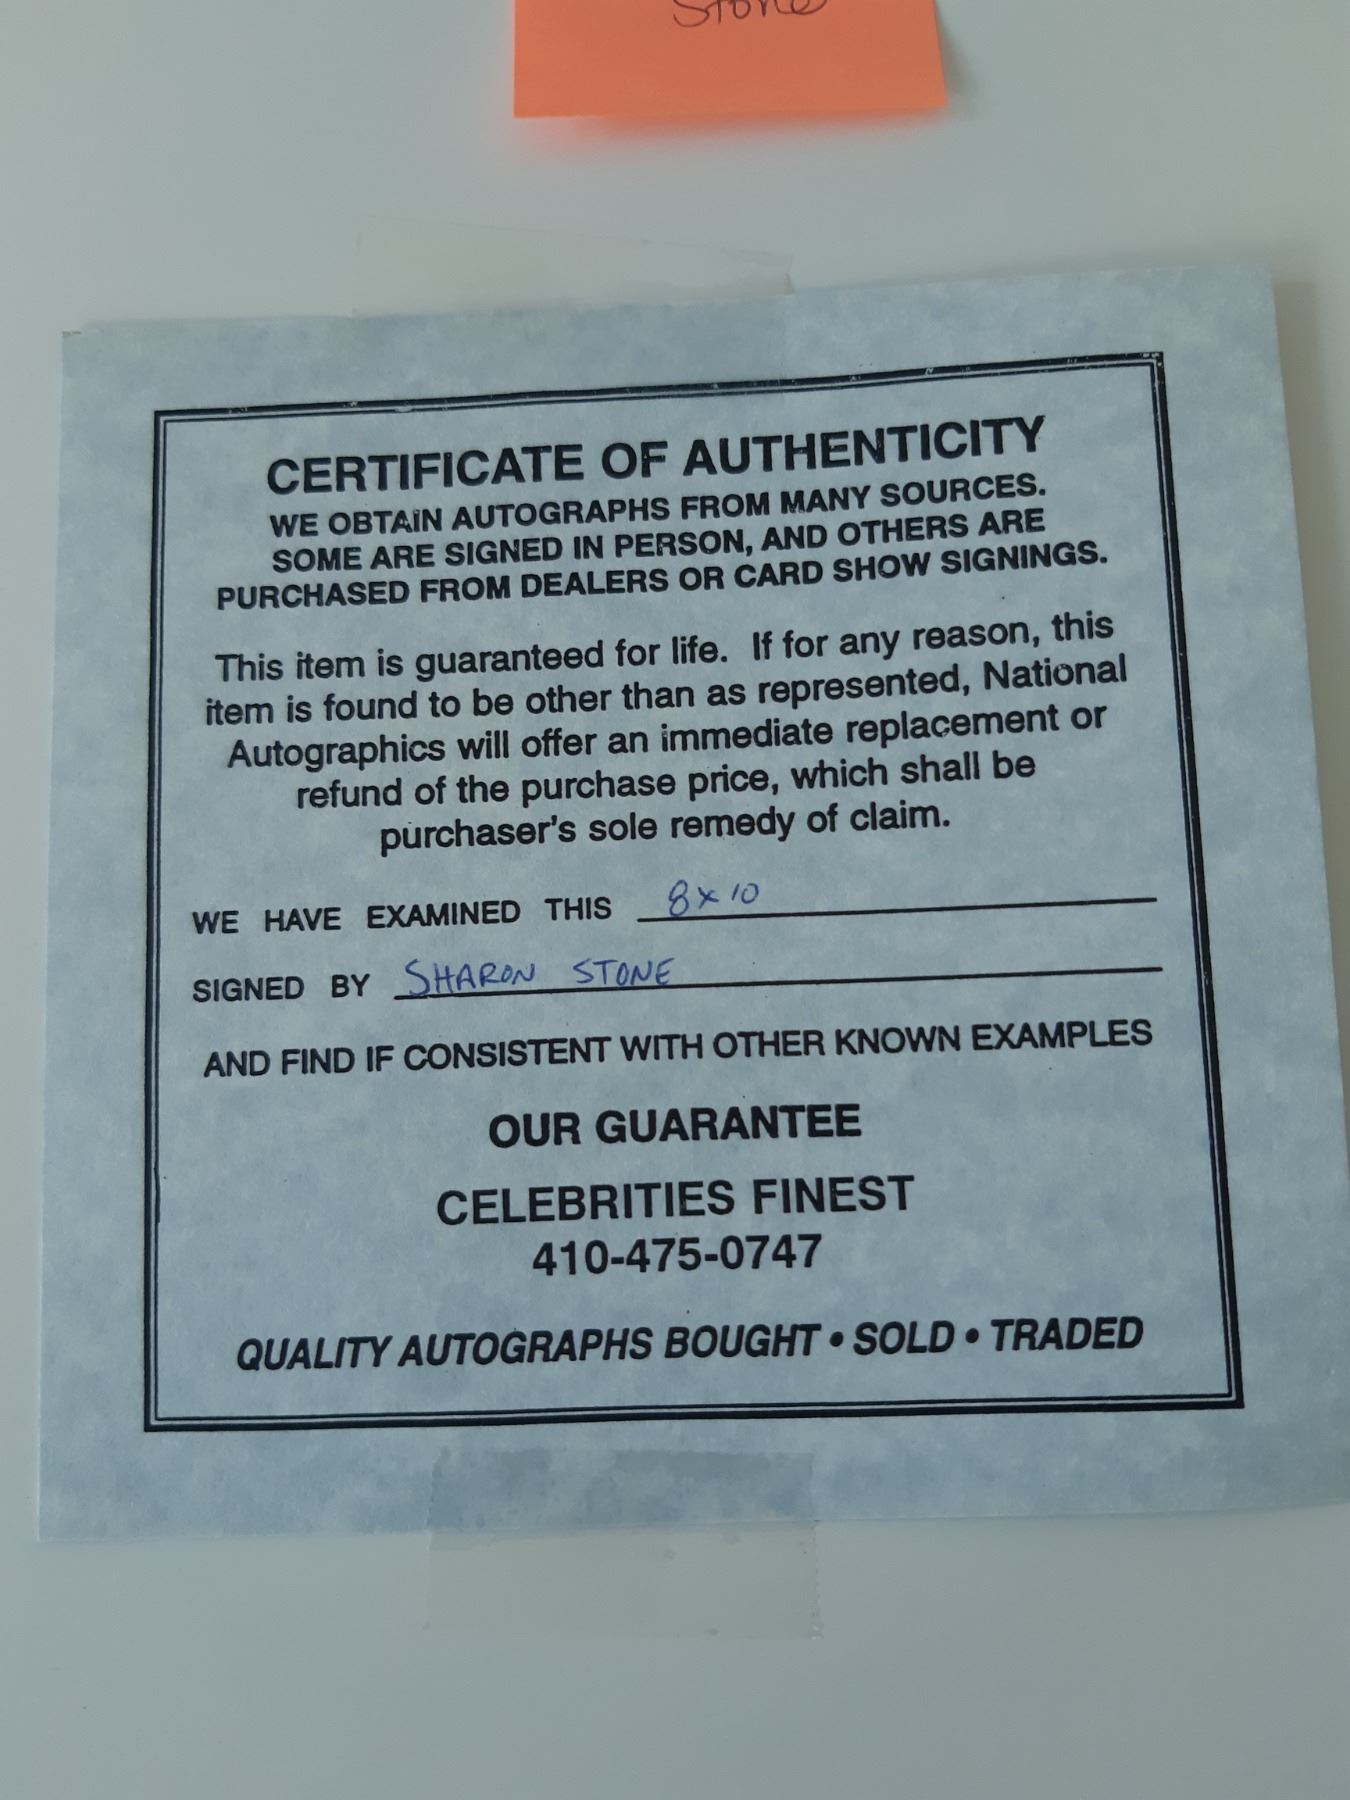 Stone
CERTIFICATE OF AUTHENTICITY
WE OBTAIN AUTOGRAPHS FROM MANY SOURCES.
SOME ARE SIGNED IN PERSON, AND OTHERS ARE
PURCHASED FROM DEALERS OR CARD SHOW SIGNINGS.
This item is guaranteed for life. If for any reason, this
item is found to be other than as represented, National
Autographics will offer an immediate replacement or
refund of the purchase price, which shall be
purchaser's sole remedy of claim.
WE HAVE EXAMINED THIS 8x10
SIGNED BY SHARON STONE
AND FIND IF CONSISTENT WITH OTHER KNOWN EXAMPLES
OUR GUARANTEE
CELEBRITIES FINEST
410-475-0747
QUALITY AUTOGRAPHS BOUGHT • SOLD • TRADED